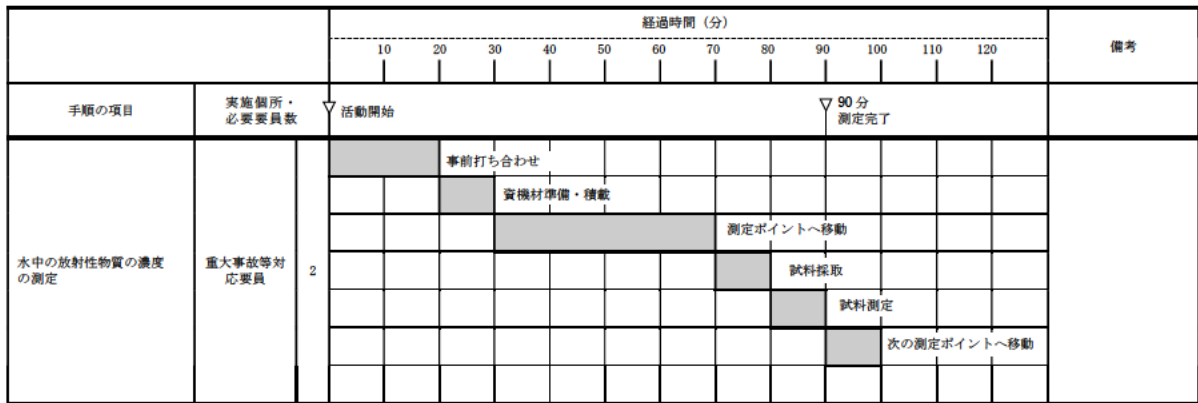 経過時間（分）
備考
10 20 30 40 50 60 70 80 90 100 110 120
手順の項目
実施個所・
必要要員数
活動開始
90 分
測定完了
事前打ち合わせ
資機材準備・積載
測定ポイントへ移動
水中の放射性物質の濃度
の測定
重大事故等対
応要員
2
試料採取
試料測定
次の測定ポイントへ移動